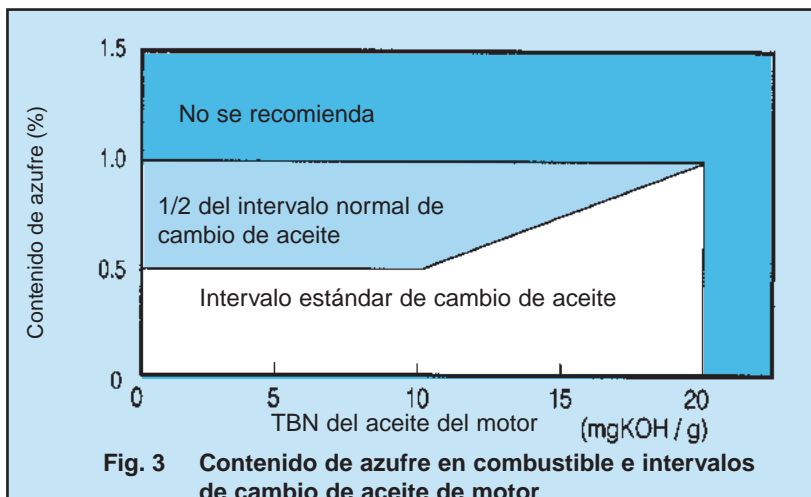 1.5
Contenido de azufre (%)
No se recomienda
1.0
1/2 del intervalo normal de
cambio de aceite
0.5
Intervalo estándar de cambio de aceite
0
0 5 10 15 20
TBN del aceite del motor (mgKOH / g)
Fig. 3 Contenido de azufre en combustible e intervalos
de cambio de aceite de motor